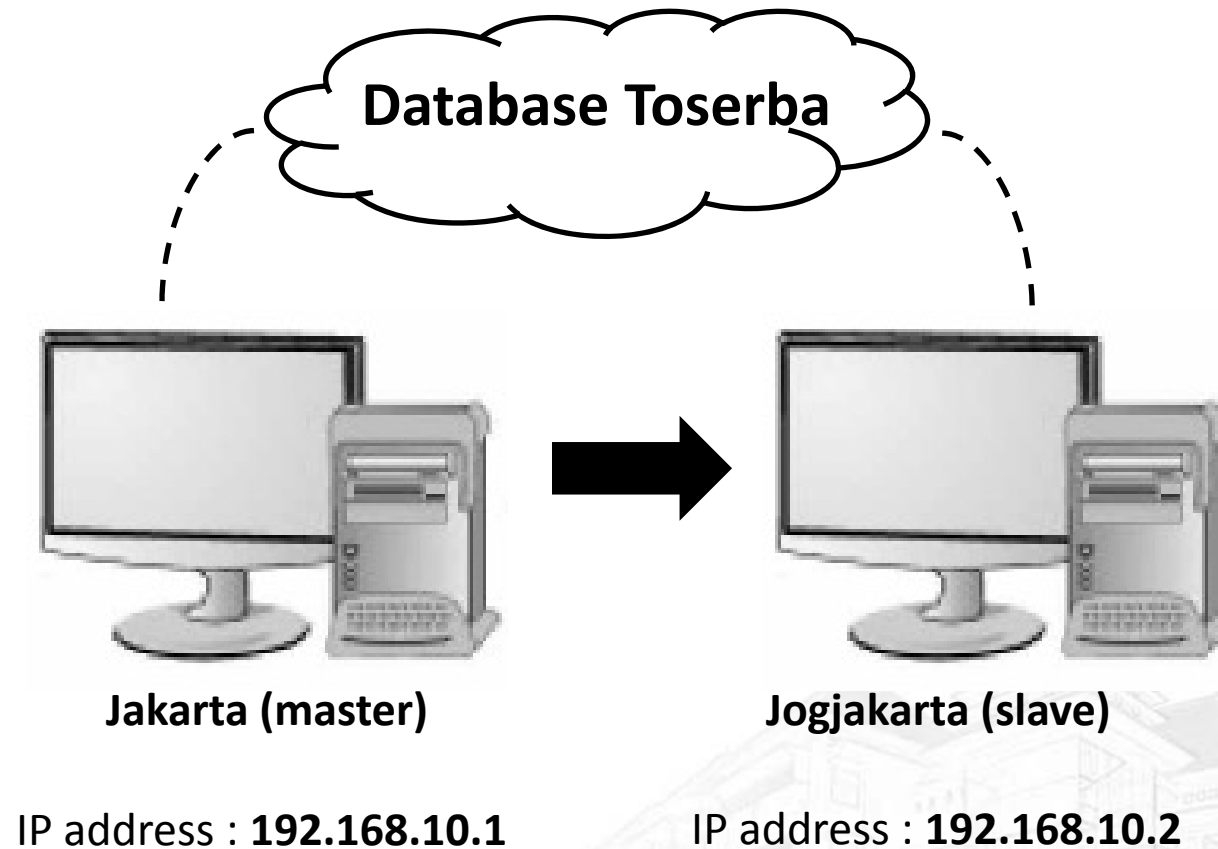 Database Toserba
Jakarta (master)
Jogjakarta (slave)
IP address : 192.168.10.1
IP address : 192.168.10.2